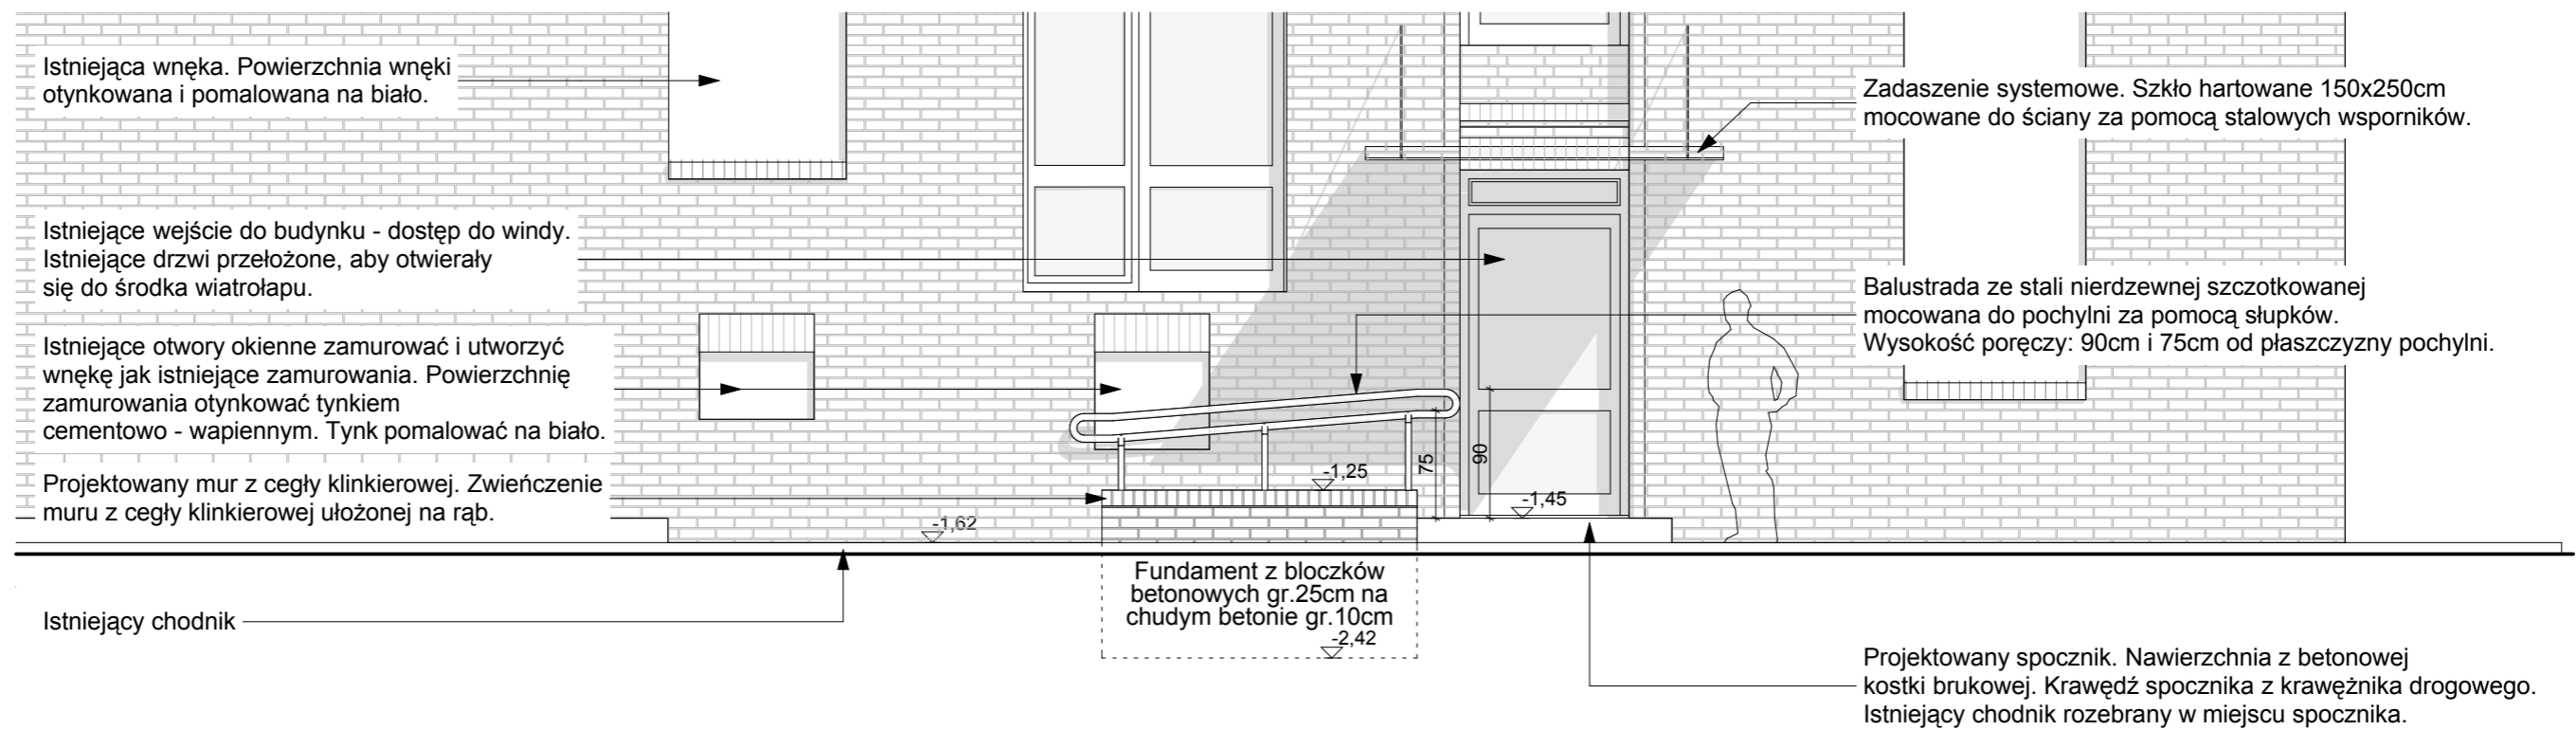 Istniejąca wnęka. Powierzchnia wnęki
otynkowana i pomalowana na biało.
Istniejące wejście do budynku - dostęp do windy.
Istniejące drzwi przełożone, aby otwierały
się do środka wiatrołapu.
Istniejące otwory okienne zamurować i utworzyć
wnękę jak istniejące zamurowania. Powierzchnię
zamurowania otynkować tynkiem
cementowo - wapiennym. Tynk pomalować na biało.
Projektowany mur z cegły klinkierowej. Zwieńczenie
muru z cegły klinkierowej ułożonej na rąb.
Istniejący chodnik
-1,62
-1,25
75
90
-1,45
Fundament z bloczków
betonowych gr.25cm na
chudym betonie gr.10cm
-2,42
Zadaszenie systemowe. Szkło hartowane 150x250cm
mocowane do ściany za pomocą stalowych wsporników.
Balustrada ze stali nierdzewnej szczotkowanej
mocowana do pochylni za pomocą słupków.
Wysokość poręczy: 90cm i 75cm od płaszczyzny pochylni.
Projektowany spocznik. Nawierzchnia z betonowej
kostki brukowej. Krawędź spocznika z krawężnika drogowego.
Istniejący chodnik rozebrany w miejscu spocznika.